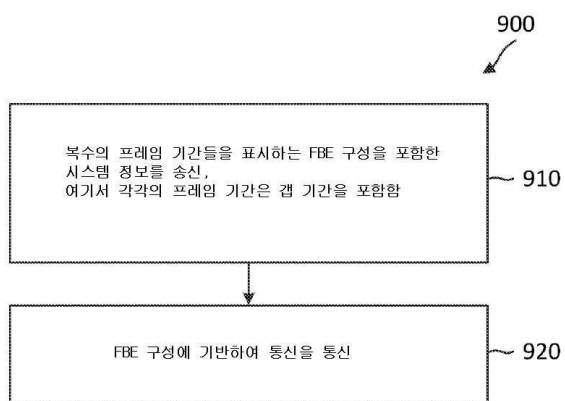 900
복수의 프레임 기간들을 표시하는 FBE 구성을 포함한
시스템 정보를 송신,
여기서 각각의 프레임 기간은 갭 기간을 포함함
910
FBE 구성에 기반하여 통신을 통신
920